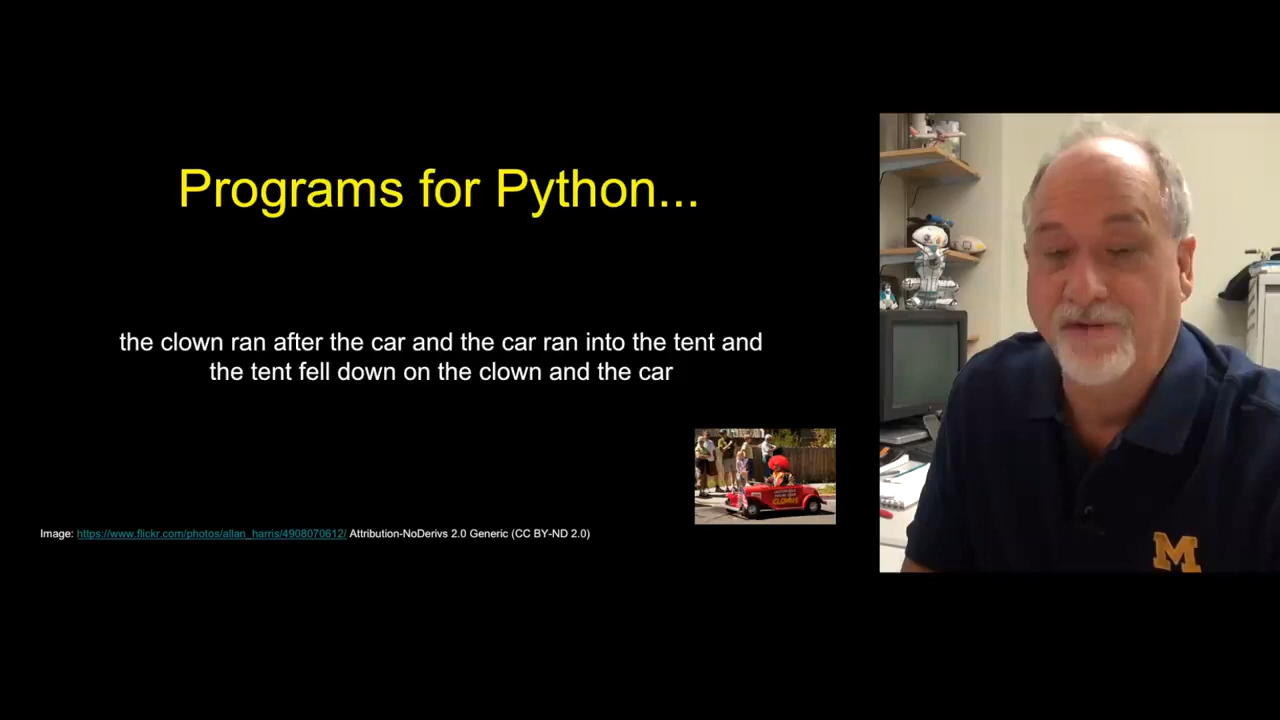 Programs for Python...
the clown ran after the car and the car ran into the tent and
the tent fell down on the clown and the car
CLOWNS
Image: https://www.flickr.com/photos/allan_harris/4908070612/ Attribution-NoDerivs 2.0 Generic (CC BY-ND 2.0)
M